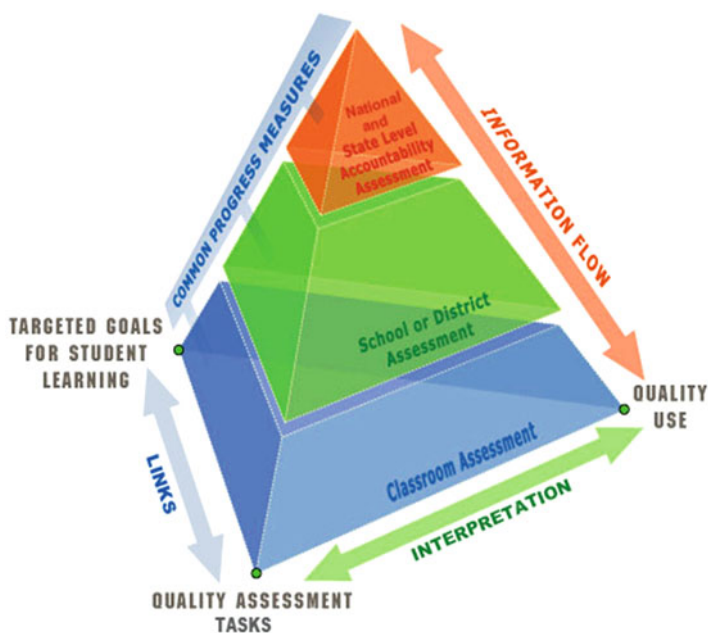 National
and
State Level
Accountability
Assessment
COMMON PROGRESS MEASURES
INFORMATION FLOW
School or District
Assessment
TARGETED GOALS
FOR STUDENT
LEARNING
QUALITY
USE
Classroom Assessment
LINKS
INTERPRETATION
QUALITY ASSESSMENT
TASKS